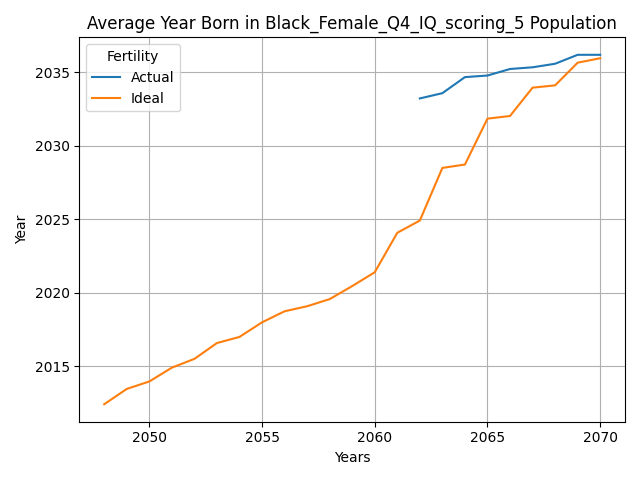 Average Year Born in Black_Female_Q4_IQ_scoring_5 Population
Fertility
Actual
Ideal
2035
2030
2025
2020
2015
Year
2050 2055 2060 2065 2070
Years